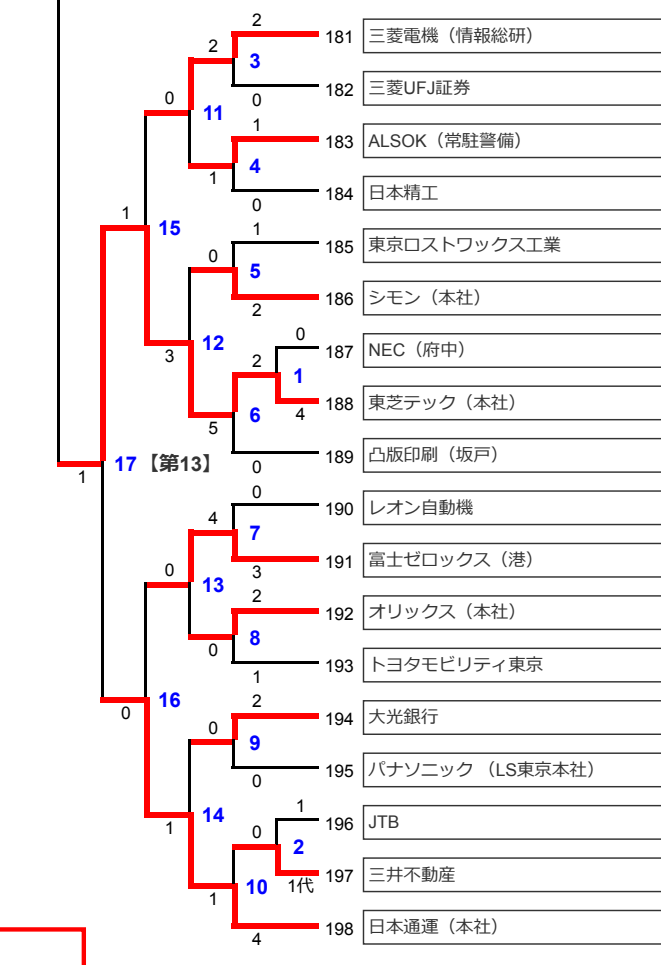 2
181 三菱電機（情報総研）
2
3
182 三菱UFJ証券
0
0
11
1
183 ALSOK（常駐警備）
4
1
184 日本精工
0
1
15
1
185 東京ロストワックス工業
0
5
186 シモン（本社）
2
12
0
187 NEC（府中）
3
2
1
188 東芝テック（本社）
4
6
5
189 凸版印刷（坂戸）
0
17 【第13】
1
0
190 レオン自動機
4
7
191 富士ゼロックス（港）
3
0
13
2
192 オリックス（本社）
8
0
193 トヨタモビリティ東京
1
16
0
2
194 大光銀行
0
9
195 パナソニック （LS東京本社）
0
14
1
1
196 JTB
0
2
197 三井不動産
1代
10
1
198 日本通運（本社）
4